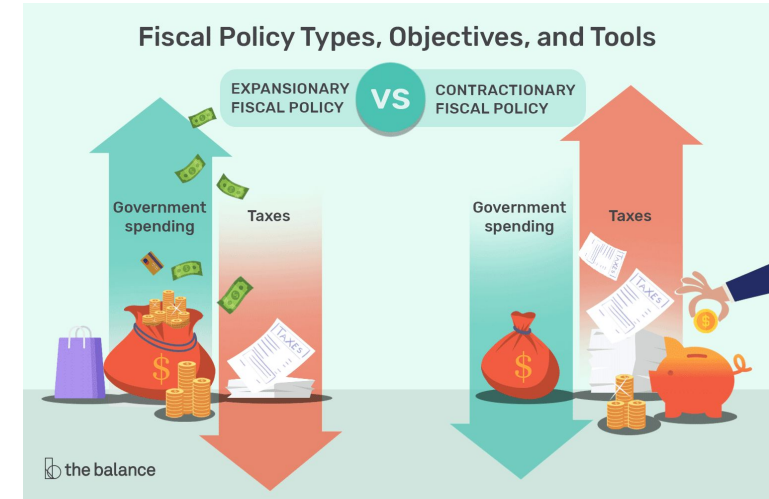 Fiscal Policy Types, Objectives, and Tools
EXPANSIONARY
FISCAL POLICY
VS
CONTRACTIONARY
FISCAL POLICY
Government
spending
Taxes
Government
spending
Taxes
TAXES
TAXES
TAXES
$
$
$
the balance